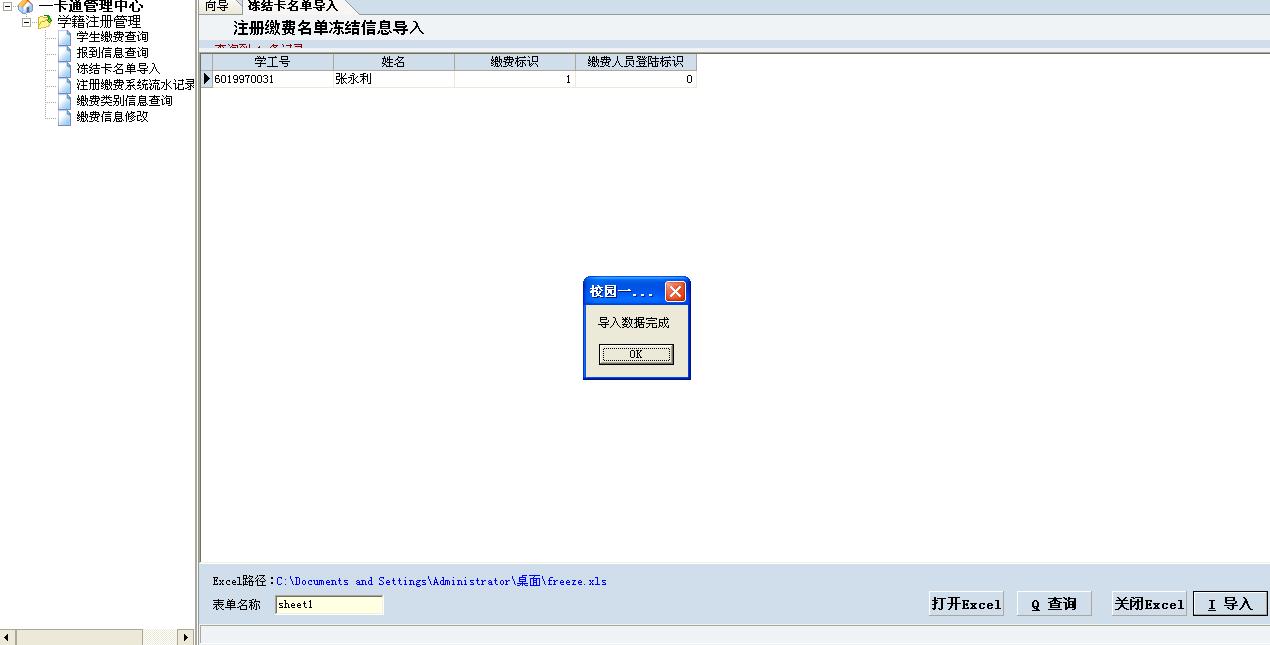 一卡通管理中心
学籍注册管理
学生缴费查询
报到信息查询
冻结卡名单导入
注册缴费系统流水记录
缴费类别信息查询
缴费信息修改
向导 冻结卡名单导入
注册缴费名单冻结信息导入
学工号 姓名 缴费标识 缴费人员登陆标识
6019970031 张永利 1 0
校园一...
导入数据完成
OK
Excel路径：C:\Documents and Settings\Administrator\桌面\freeze.xls
表单名称 sheet1
打开Excel Q 查询 关闭Excel I 导入